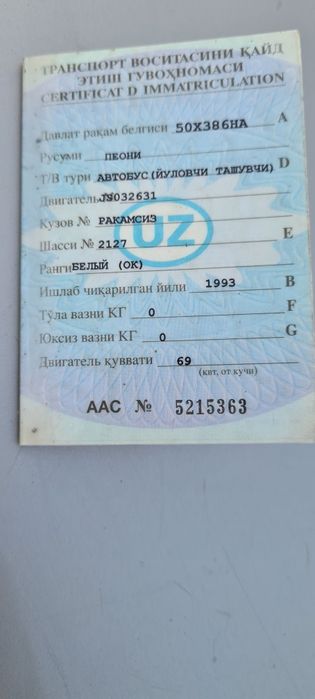 ТРАНСПОРТ ВОСИТАСИНИ ҚАЙД
ЭТИШ ГУВОҲНОМАСИ
CERTIFICAT D IMMATRICULATION
Давлат рақам белгиси 50X386HA A
Русуми ПЕОНИ
Т/В тури АВТОБУС(ЙУЛОВЧИ ТАШУВЧИ) D
Двигатель J5032631
Кузов № РАКАМСИЗ
UZ
Шасси № 2127 E
Ранги БЕЛЫЙ (ОК)
Ишлаб чиқарилган йили 1993 B
Тўла вазни КГ 0 F
Юксиз вазни КГ 0 G
Двигатель қуввати 69
(квт, от кучи)
ААС № 5215363